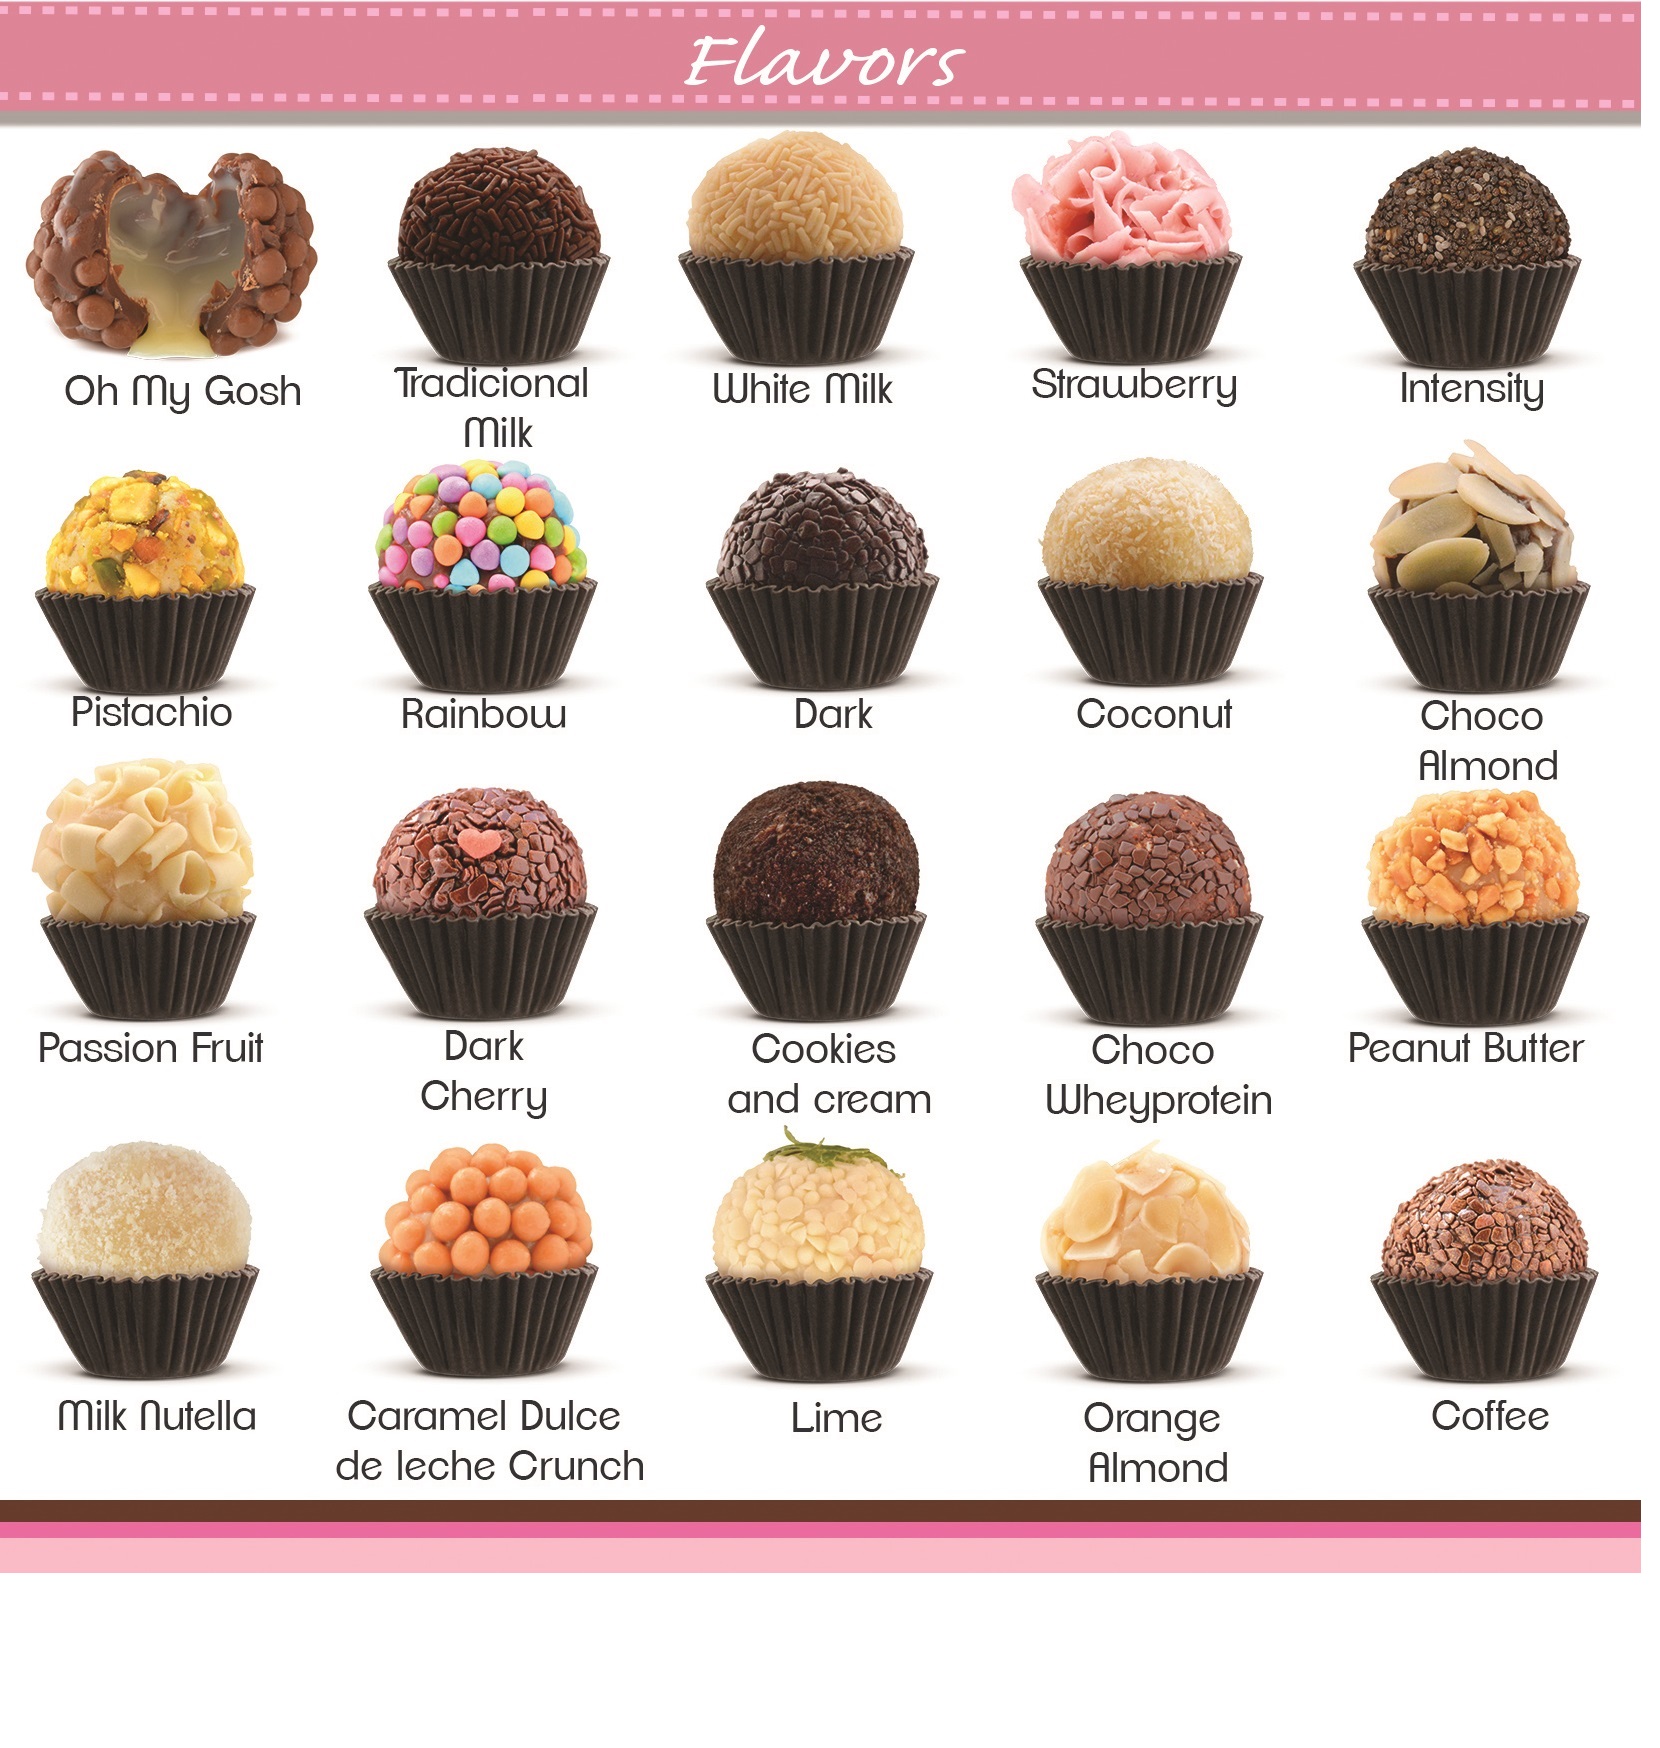 Flavors
Oh My Gosh
Tradicional
Milk
White Milk
Strawberry
Intensity
Pistachio
Rainbow
Dark
Coconut
Choco
Almond
Passion Fruit
Dark
Cherry
Cookies
and cream
Choco
Wheyprotein
Peanut Butter
Milk Nutella
Caramel Dulce
de leche Crunch
Lime
Orange
Almond
Coffee